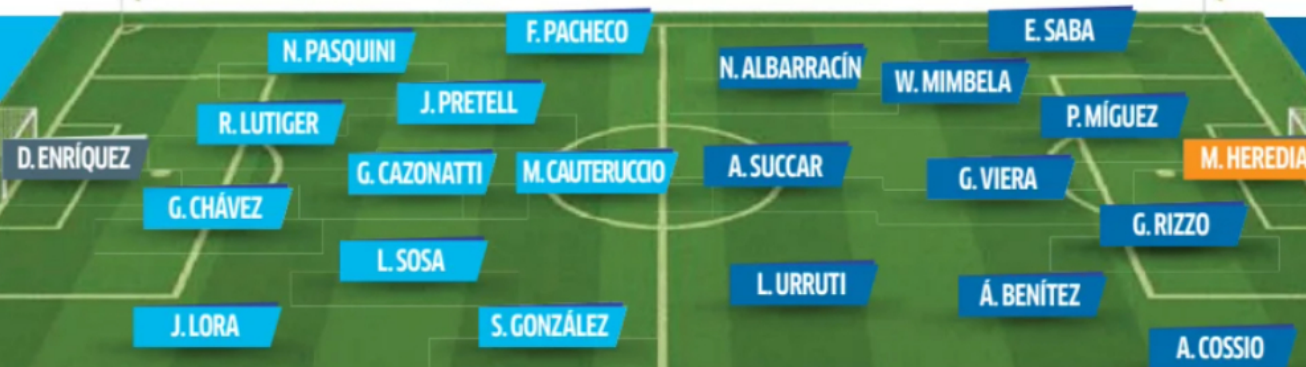 E. SABA
F. PACHECO
N. PASQUINI
N. ALBARRACÍN
W. MIMBELA
J. PRETELL
P. MÍGUEZ
R. LUTIGER
D. ENRÍQUEZ
M. HEREDIA
G. CAZONATTI
M. CAUTERUCCIO
A. SUCCAR
G. VIERA
G. CHÁVEZ
G. RIZZO
L. SOSA
L. URRUTI
Á. BENÍTEZ
J. LORA
S. GONZÁLEZ
A. COSSIO